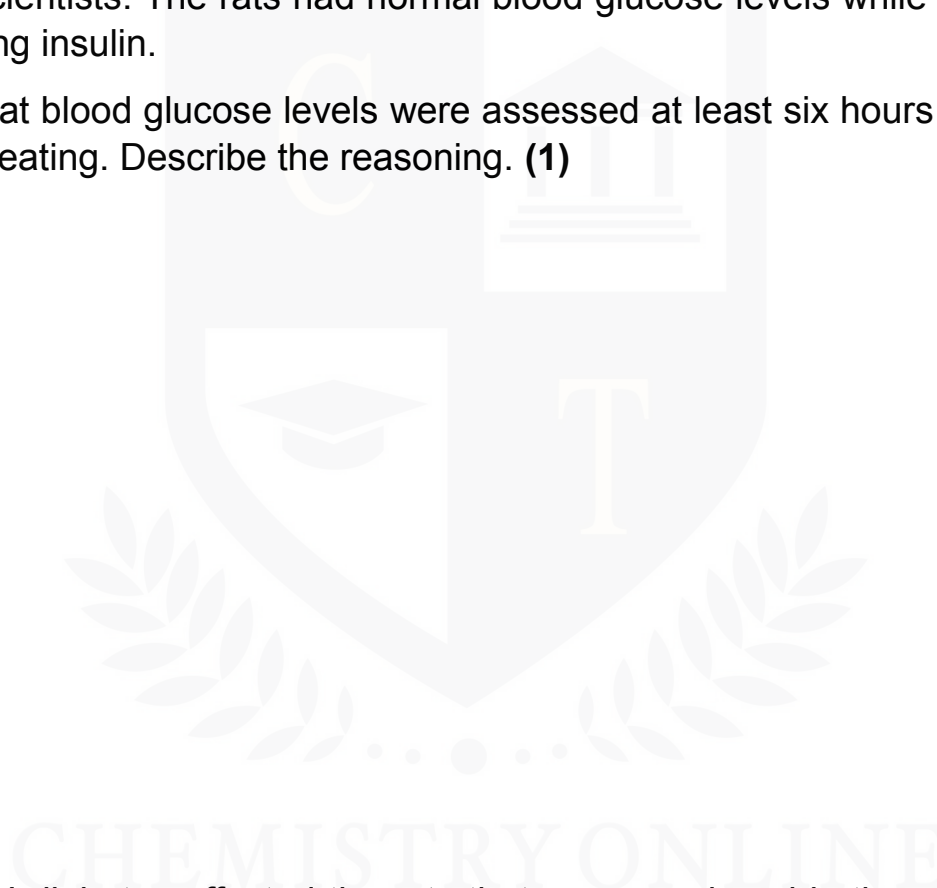 cientists. The rats had normal blood glucose levels while
ng insulin.
at blood glucose levels were assessed at least six hours
eating. Describe the reasoning. (1)
C
T
CHEMISTRY ONLINE